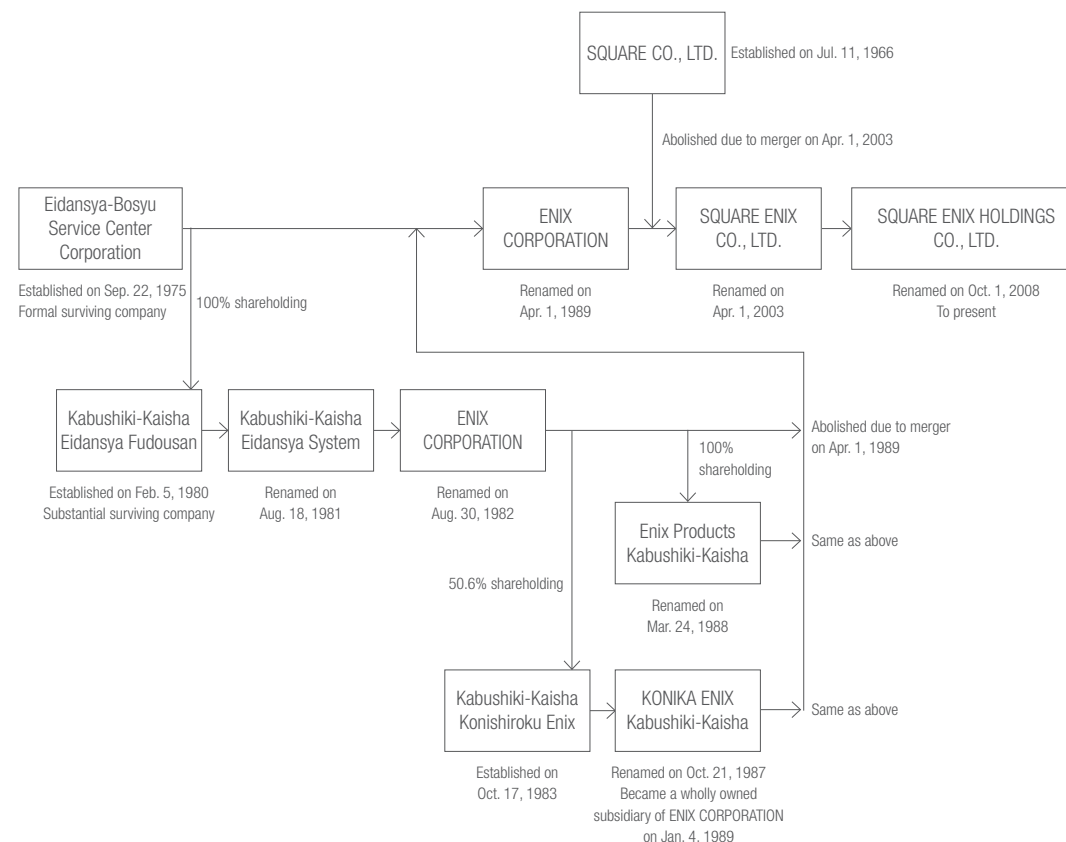 SQUARE CO., LTD.
Established on Jul. 11, 1966
Abolished due to merger on Apr. 1, 2003
Eidansya-Bosyu
Service Center
Corporation
Established on Sep. 22, 1975
Formal surviving company
100% shareholding
ENIX
CORPORATION
Renamed on
Apr. 1, 1989
SQUARE ENIX
CO., LTD.
Renamed on
Apr. 1, 2003
SQUARE ENIX HOLDINGS
CO., LTD.
Renamed on Oct. 1, 2008
To present
Kabushiki-Kaisha
Eidansya Fudousan
Established on Feb. 5, 1980
Substantial surviving company
Kabushiki-Kaisha
Eidansya System
Renamed on
Aug. 18, 1981
ENIX
CORPORATION
Renamed on
Aug. 30, 1982
Abolished due to merger
on Apr. 1, 1989
100%
shareholding
Enix Products
Kabushiki-Kaisha
Renamed on
Mar. 24, 1988
Same as above
50.6% shareholding
Kabushiki-Kaisha
Konishiroku Enix
Established on
Oct. 17, 1983
KONIKA ENIX
Kabushiki-Kaisha
Renamed on Oct. 21, 1987
Became a wholly owned
subsidiary of ENIX CORPORATION
on Jan. 4, 1989
Same as above